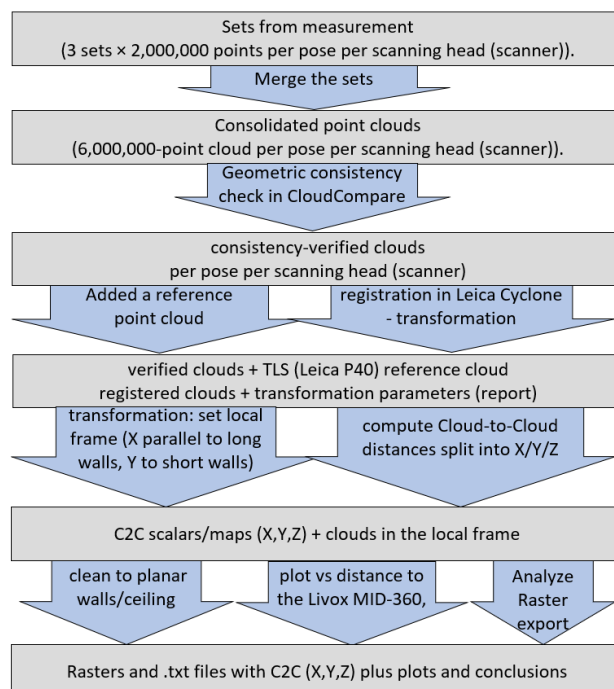 Sets from measurement
(3 sets × 2,000,000 points per pose per scanning head (scanner)).
Merge the sets
Consolidated point clouds
(6,000,000-point cloud per pose per scanning head (scanner)).
Geometric consistency
check in CloudCompare
consistency-verified clouds
per pose per scanning head (scanner)
Added a reference
point cloud
registration in Leica Cyclone
- transformation
verified clouds + TLS (Leica P40) reference cloud
registered clouds + transformation parameters (report)
transformation: set local
frame (X parallel to long
walls, Y to short walls)
compute Cloud-to-Cloud
distances split into X/Y/Z
C2C scalars/maps (X,Y,Z) + clouds in the local frame
clean to planar
walls/ceiling
plot vs distance to
the Livox MID-360,
Analyze
Raster
export
Rasters and .txt files with C2C (X,Y,Z) plus plots and conclusions